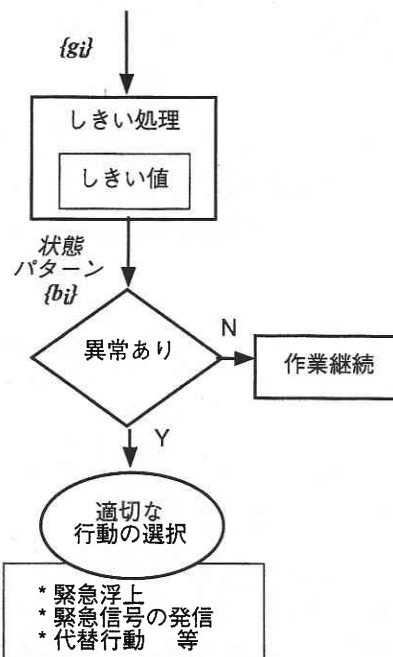 {gi}
しきい処理
しきい値
状態
パターン
{bi}
異常あり
N
作業継続
Y
適切な
行動の選択
* 緊急浮上
* 緊急信号の発信
* 代替行動　等